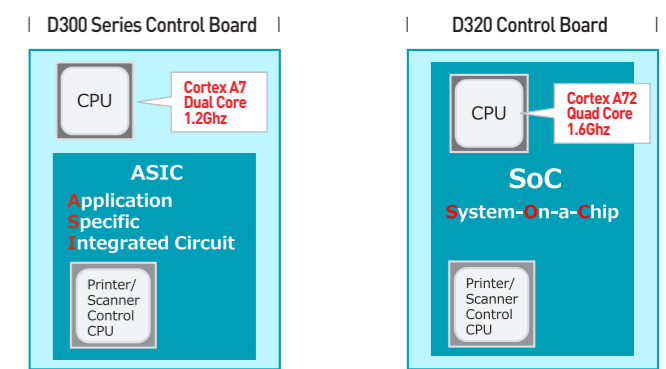 D300 Series Control Board
CPU
Cortex A7
Dual Core
1.2Ghz
ASIC
Application
Specific
Integrated Circuit
Printer/
Scanner
Control
CPU
D320 Control Board
CPU
Cortex A72
Quad Core
1.6Ghz
SoC
System-On-a-Chip
Printer/
Scanner
Control
CPU